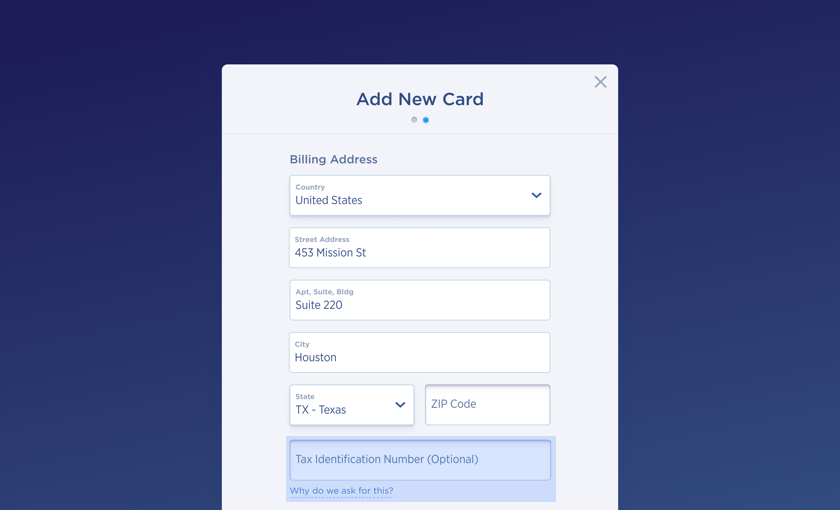 Add New Card
Billing Address
Country
United States
Street Address
453 Mission St
Apt, Suite, Bldg
Suite 220
City
Houston
State
TX - Texas
ZIP Code
Tax Identification Number (Optional)
Why do we ask for this?